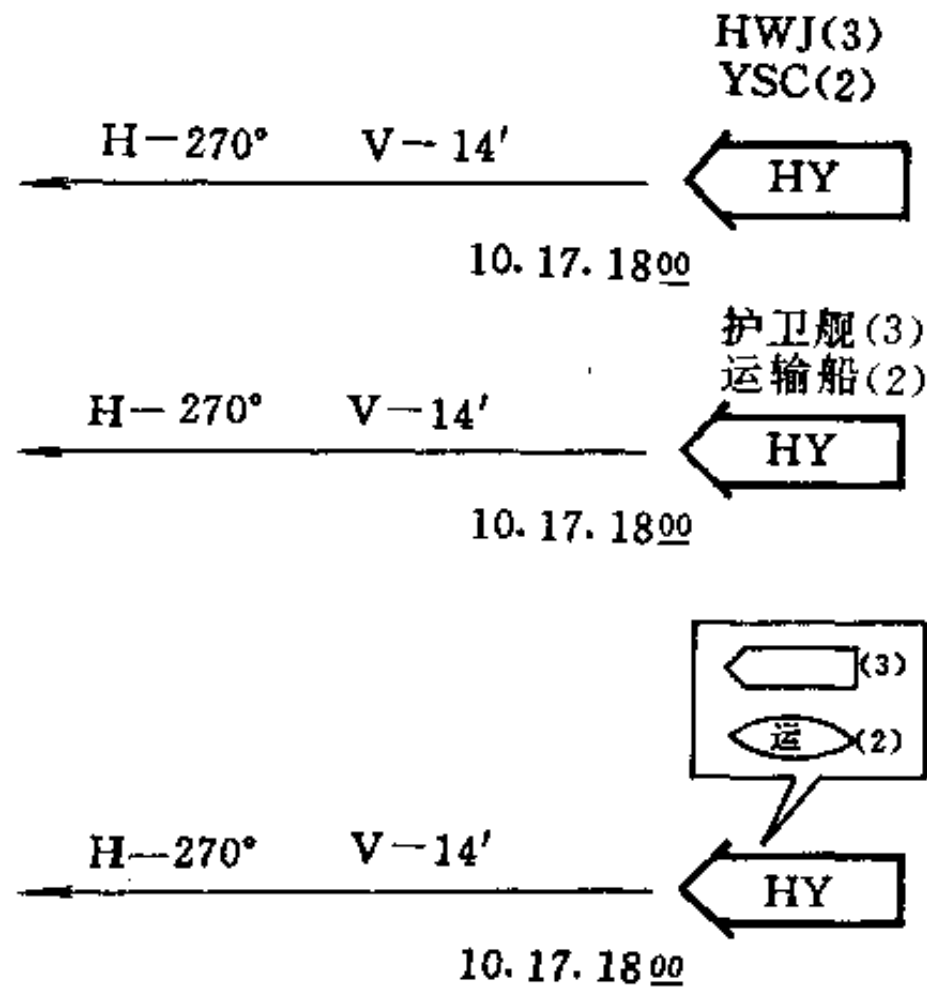 HWJ(3)
YSC(2)
H-270° V-14′
HY
10.17.1800
护卫舰(3)
运输船(2)
H-270° V-14′
HY
10.17.1800
(3)
运(2)
H-270° V-14′
HY
10.17.1800